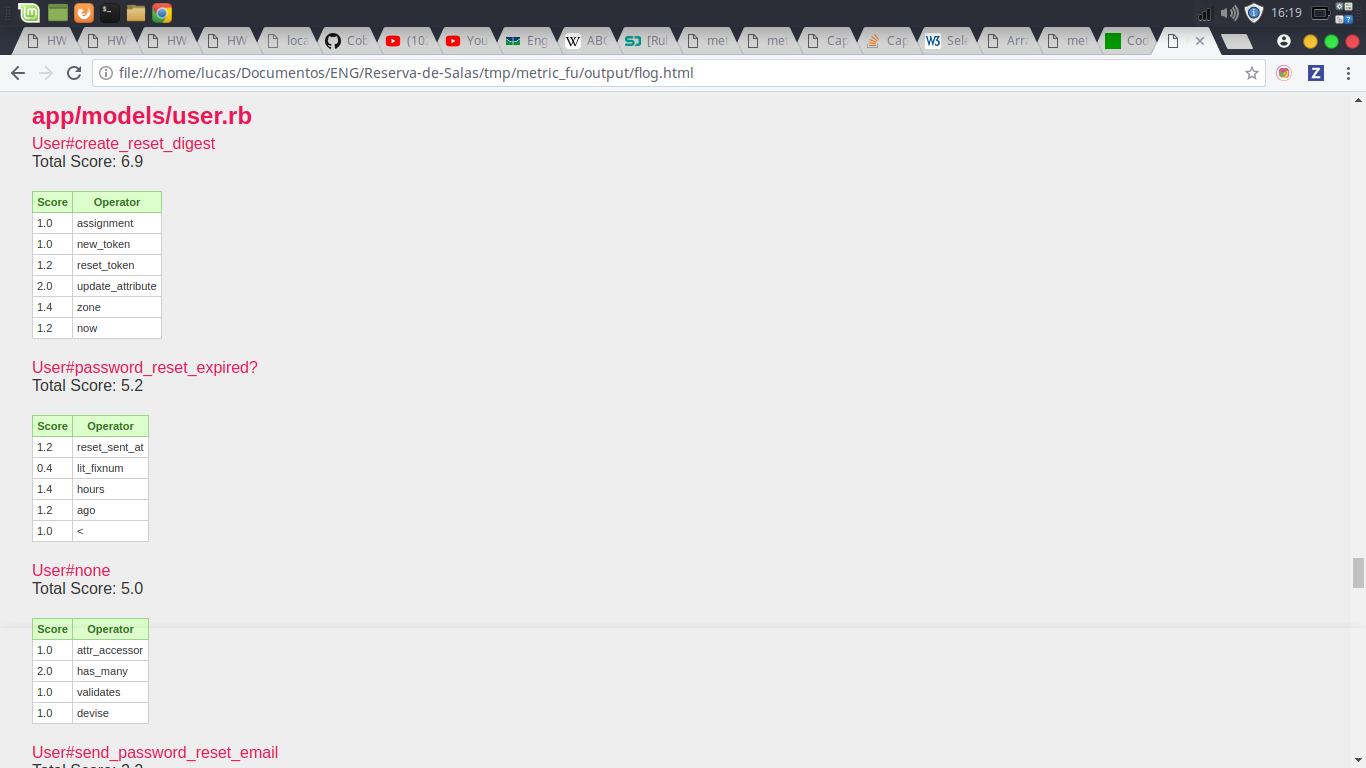 16:19
HW
HW
HW
HW
loca
Cob
(10
You
Eng
W ABC
[Rul
met
met
Cap
Cap
W3 Sele
Arra
met
Cod
file:///home/lucas/Documentos/ENG/Reserva-de-Salas/tmp/metric_fu/output/flog.html
Z
app/models/user.rb
User#create_reset_digest
Total Score: 6.9
Score Operator
1.0 assignment
1.0 new_token
1.2 reset_token
2.0 update_attribute
1.4 zone
1.2 now
User#password_reset_expired?
Total Score: 5.2
Score Operator
1.2 reset_sent_at
0.4 lit_fixnum
1.4 hours
1.2 ago
1.0 <
User#none
Total Score: 5.0
Score Operator
1.0 attr_accessor
2.0 has_many
1.0 validates
1.0 devise
User#send_password_reset_email
Total Score: